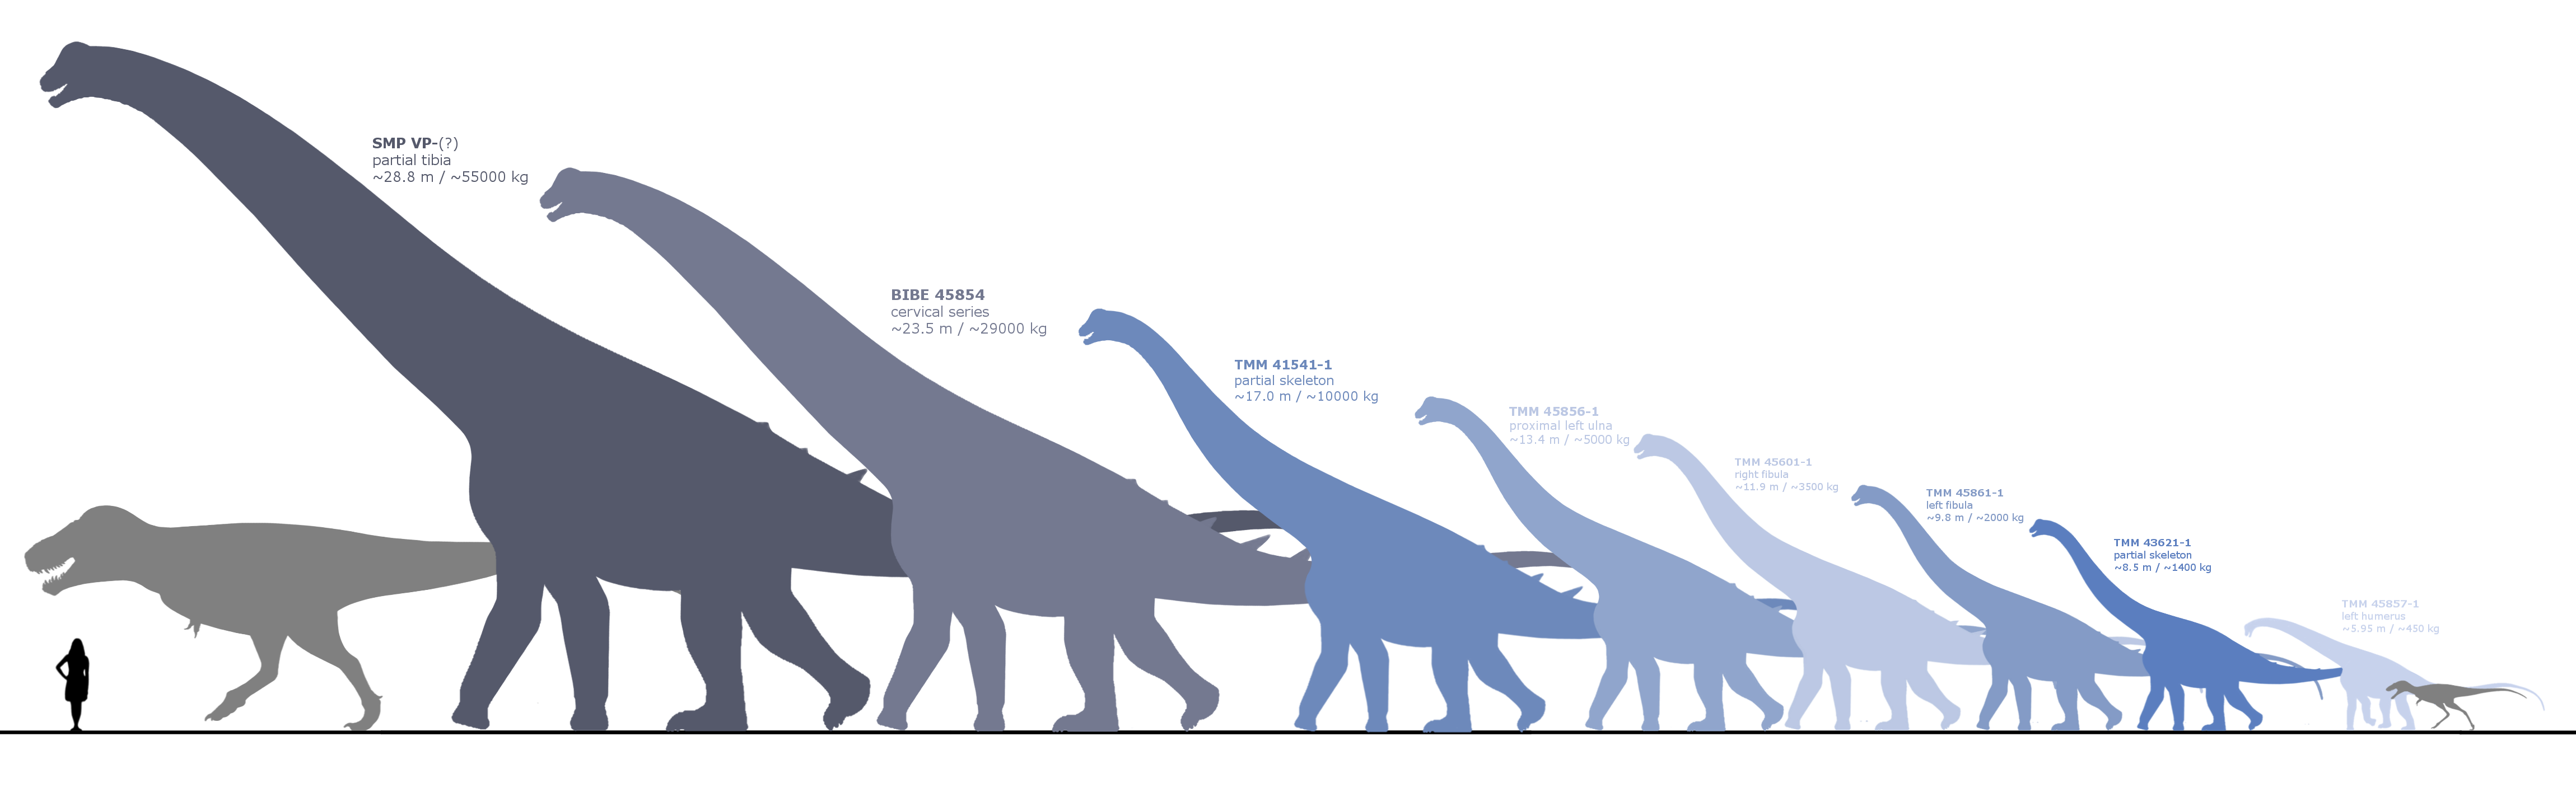 SMP VP-(?)
partial tibia
~28.8 m / ~55000 kg
BIBE 45854
cervical series
~23.5 m / ~29000 kg
TMM 41541-1
partial skeleton
~17.0 m / ~10000 kg
TMM 45856-1
proximal left ulna
~13.4 m / ~5000 kg
TMM 45601-1
right fibula
~11.9 m / ~3500 kg
TMM 45861-1
left fibula
~9.8 m / ~2000 kg
TMM 43621-1
partial skeleton
~8.5 m / ~1400 kg
TMM 45857-1
left humerus
~5.95 m / ~450 kg